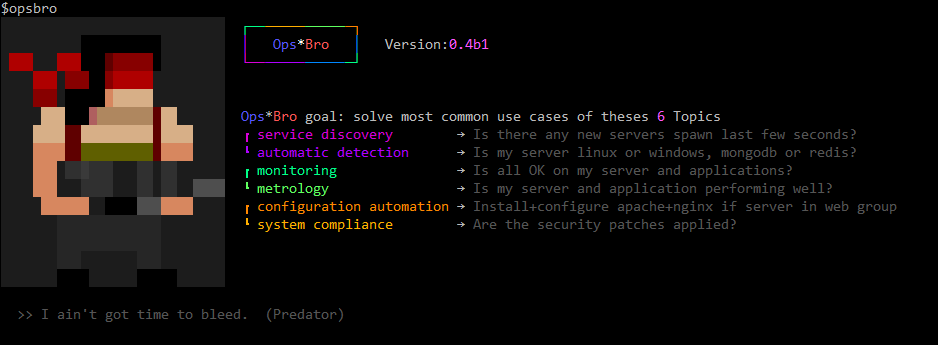 $opsbro
Ops*Bro Version:0.4b1
Ops*Bro goal: solve most common use cases of theses 6 Topics
service discovery → Is there any new servers spawn last few seconds?
automatic detection → Is my server linux or windows, mongodb or redis?
monitoring → Is all OK on my server and applications?
metrology → Is my server and application performing well?
configuration automation → Install+configure apache+nginx if server in web group
system compliance → Are the security patches applied?
>> I ain't got time to bleed. (Predator)